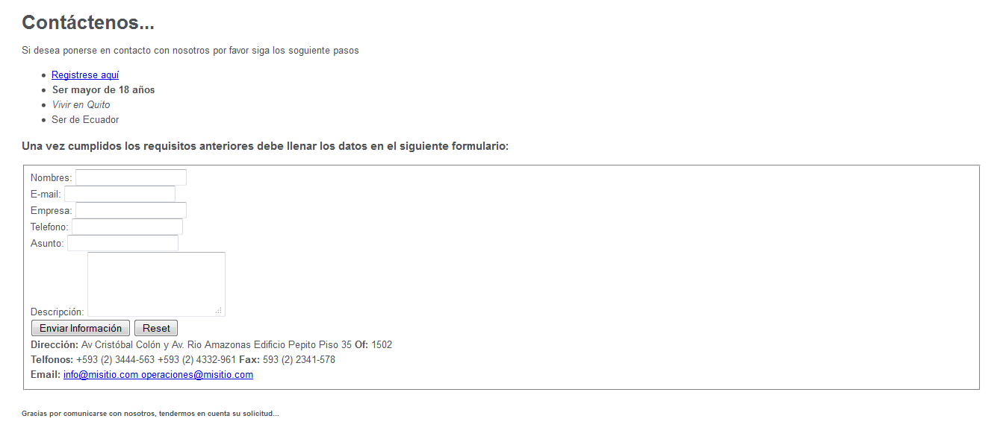 Contáctenos...
Si desea ponerse en contacto con nosotros por favor siga los soguiente pasos
Registrese aquí
Ser mayor de 18 años
Vivir en Quito
Ser de Ecuador
Una vez cumplidos los requisitos anteriores debe llenar los datos en el siguiente formulario:
Nombres:
E-mail:
Empresa:
Telefono:
Asunto:
Descripción:
Enviar Información Reset
Dirección: Av Cristóbal Colón y Av. Rio Amazonas Edificio Pepito Piso 35 Of: 1502
Telfonos: +593 (2) 3444-563 +593 (2) 4332-961 Fax: 593 (2) 2341-578
Email: info@misitio.com operaciones@misitio.com
Gracias por comunicarse con nosotros, tendermos en cuenta su solicitud...